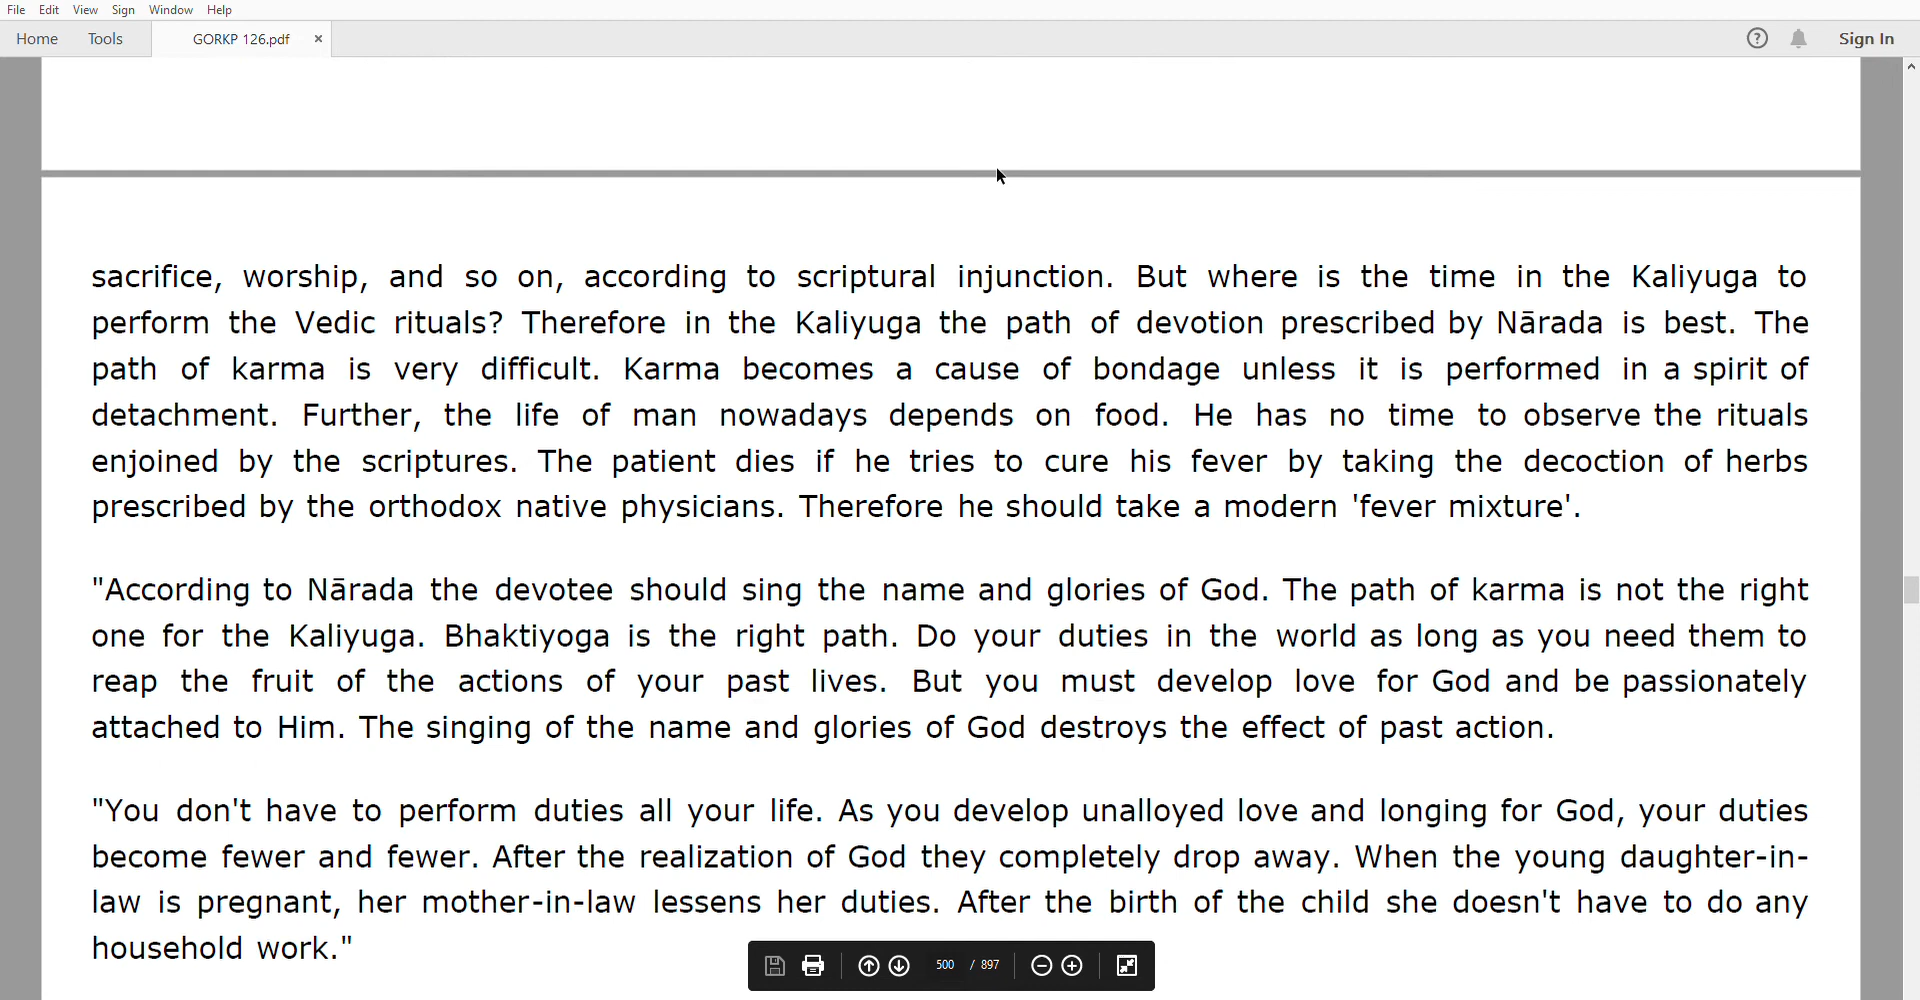 File Edit View Sign Window Help
Home Tools GORKP 126.pdf × ? Sign In
sacrifice, worship, and so on, according to scriptural injunction. But where is the time in the Kaliyuga to
perform the Vedic rituals? Therefore in the Kaliyuga the path of devotion prescribed by Nārada is best. The
path of karma is very difficult. Karma becomes a cause of bondage unless it is performed in a spirit of
detachment. Further, the life of man nowadays depends on food. He has no time to observe the rituals
enjoined by the scriptures. The patient dies if he tries to cure his fever by taking the decoction of herbs
prescribed by the orthodox native physicians. Therefore he should take a modern 'fever mixture'.
"According to Nārada the devotee should sing the name and glories of God. The path of karma is not the right
one for the Kaliyuga. Bhaktiyoga is the right path. Do your duties in the world as long as you need them to
reap the fruit of the actions of your past lives. But you must develop love for God and be passionately
attached to Him. The singing of the name and glories of God destroys the effect of past action.
"You don't have to perform duties all your life. As you develop unalloyed love and longing for God, your duties
become fewer and fewer. After the realization of God they completely drop away. When the young daughter-in-
law is pregnant, her mother-in-law lessens her duties. After the birth of the child she doesn't have to do any
household work."
500 / 897